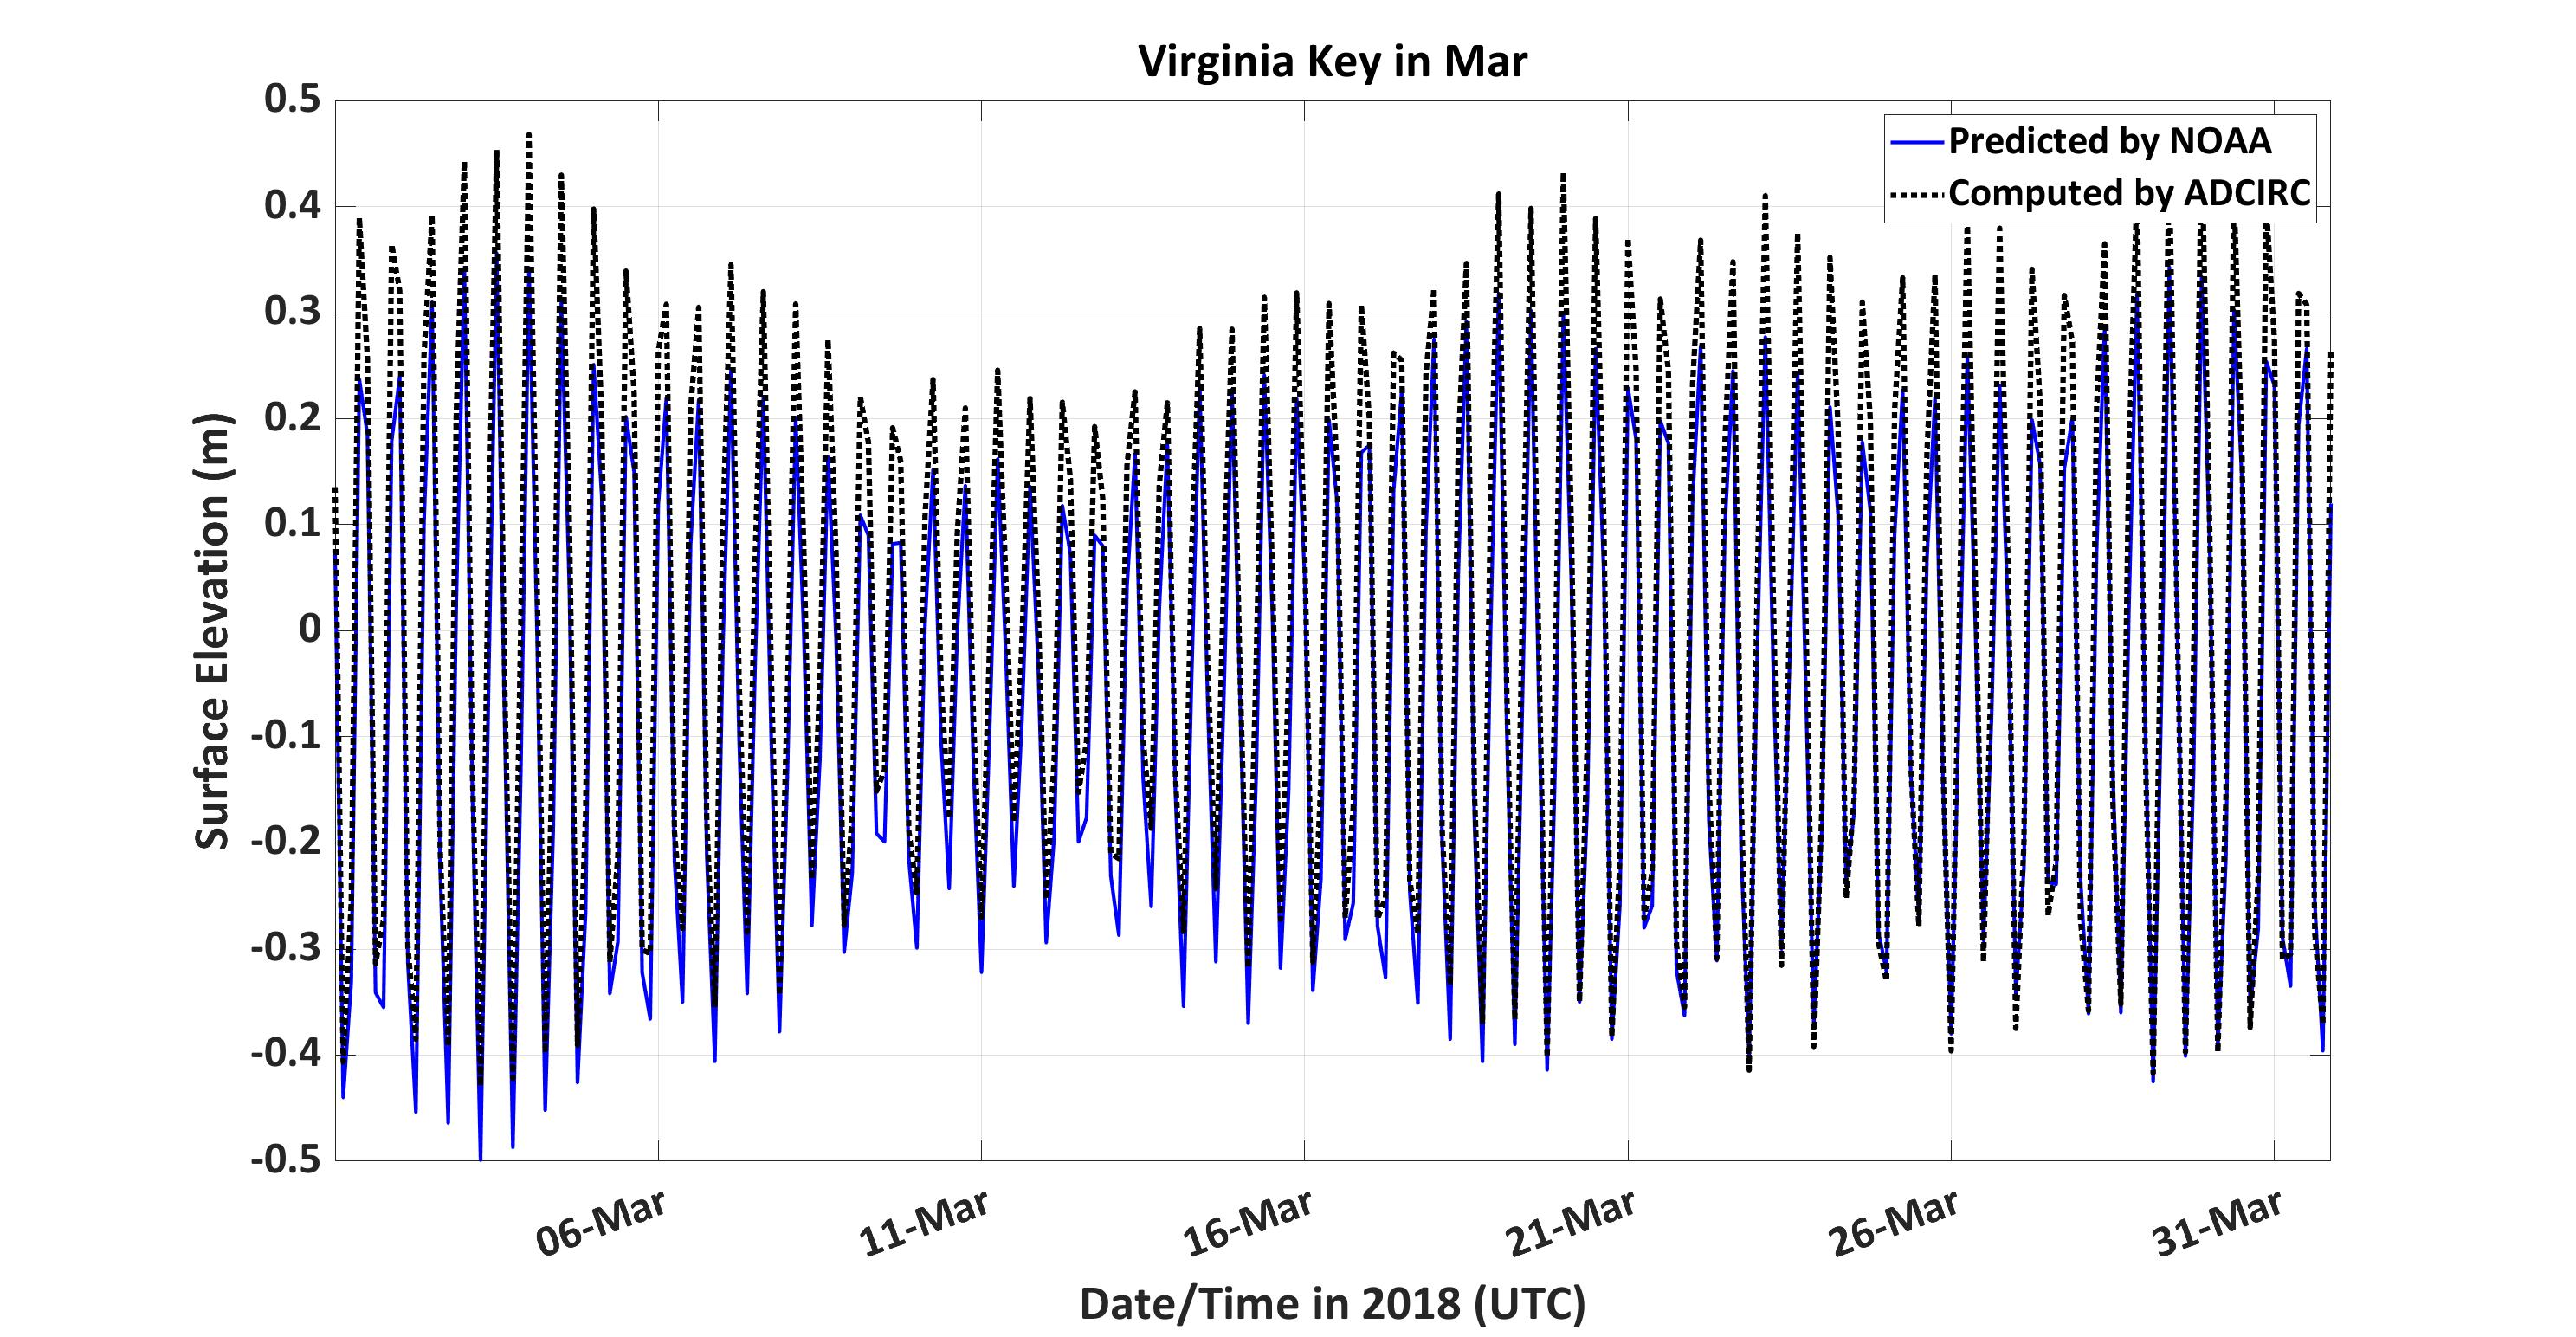 Virginia Key in Mar
0.5
0.4
0.3
0.2
0.1
0
-0.1
-0.2
-0.3
-0.4
-0.5
Surface Elevation (m)
Predicted by NOAA
Computed by ADCIRC
06-Mar
11-Mar
16-Mar
21-Mar
26-Mar
31-Mar
Date/Time in 2018 (UTC)